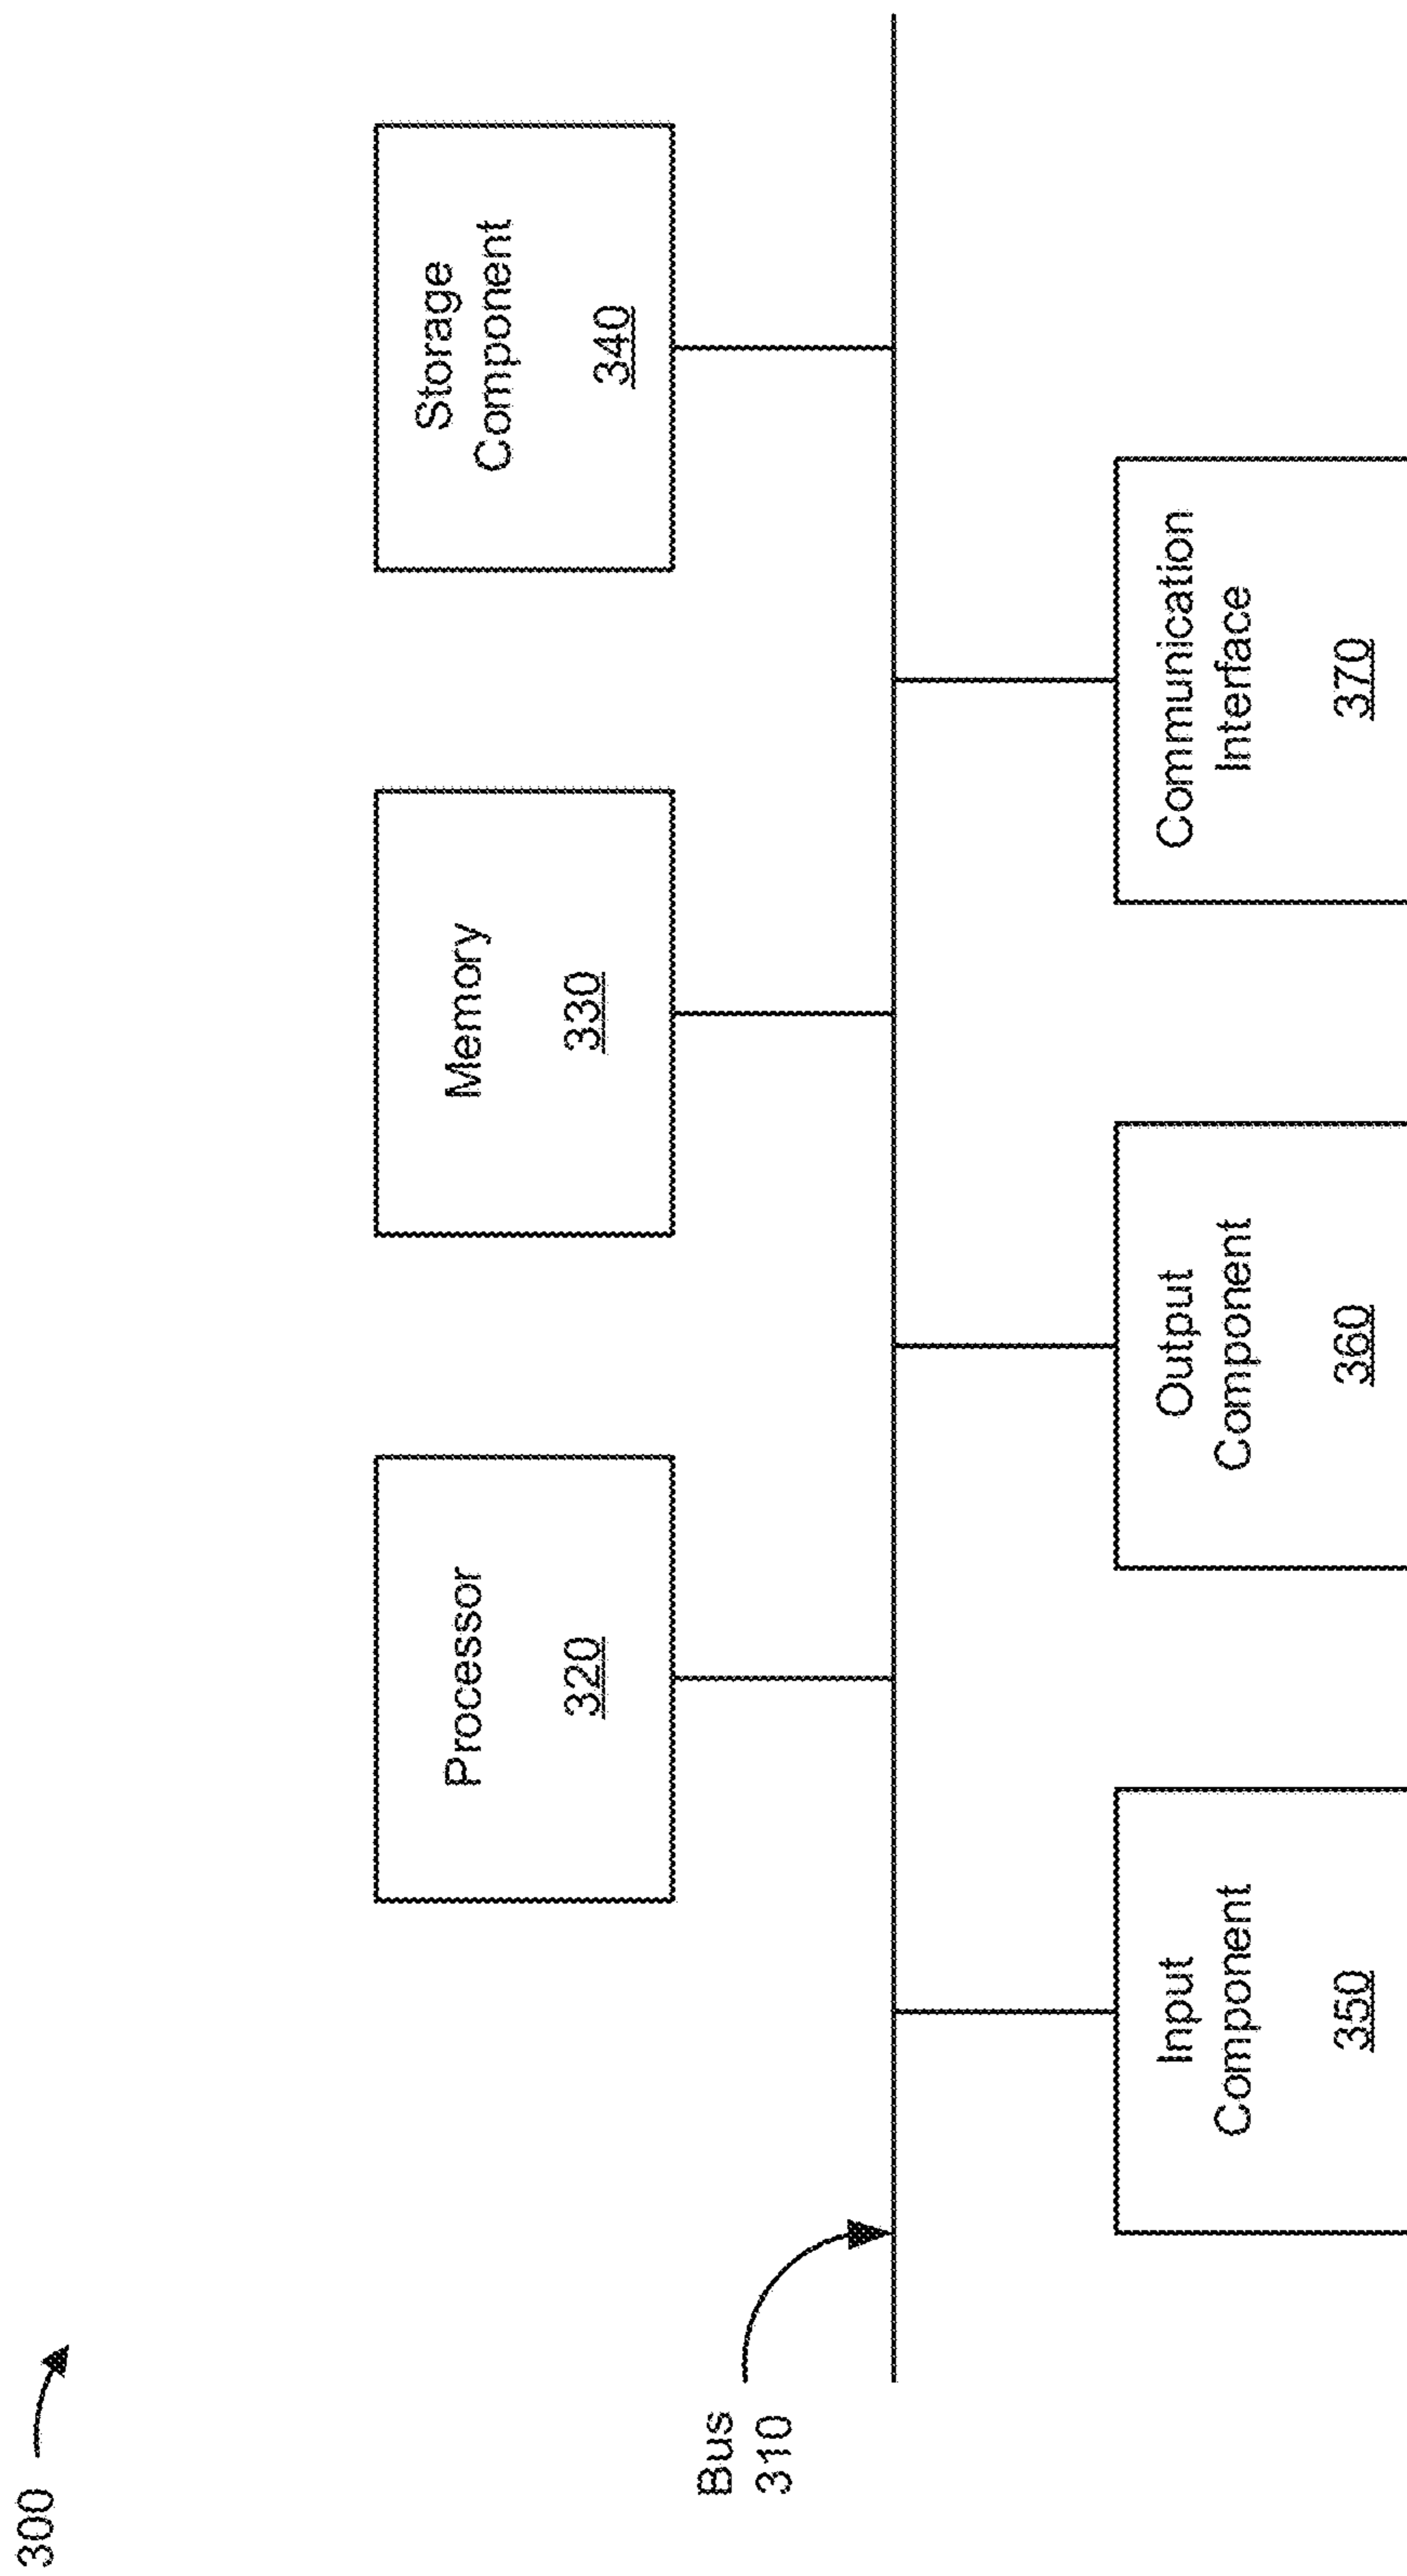 300
Bus
310
Processor
320
Memory
330
Storage
Component
340
Input
Component
350
Output
Component
360
Communication
Interface
370